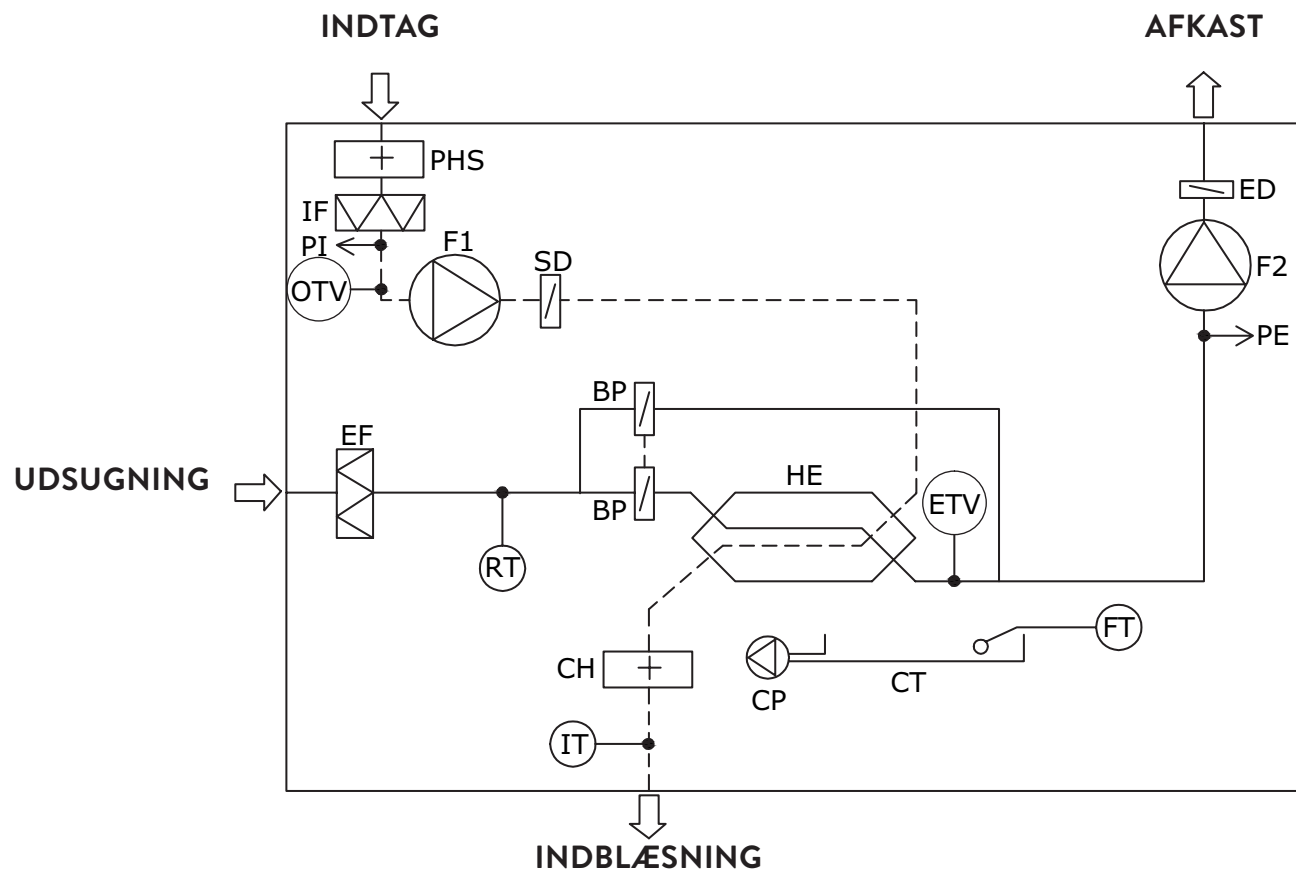 INDTAG
AFKAST
PHS
ED
IF
PI
F1
SD
F2
OTV
PE
BP
EF
UDSUGNING
HE
ETV
BP
RT
FT
CH
CT
CP
IT
INDBLÆSNING